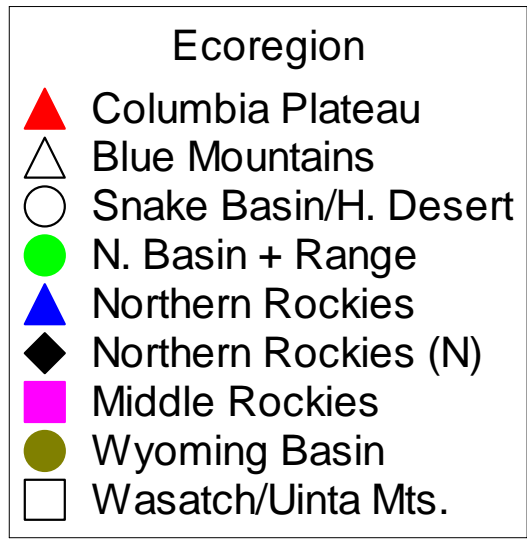 Ecoregion
Columbia Plateau
Blue Mountains
Snake Basin/H. Desert
N. Basin + Range
Northern Rockies
Northern Rockies (N)
Middle Rockies
Wyoming Basin
Wasatch/Uinta Mts.